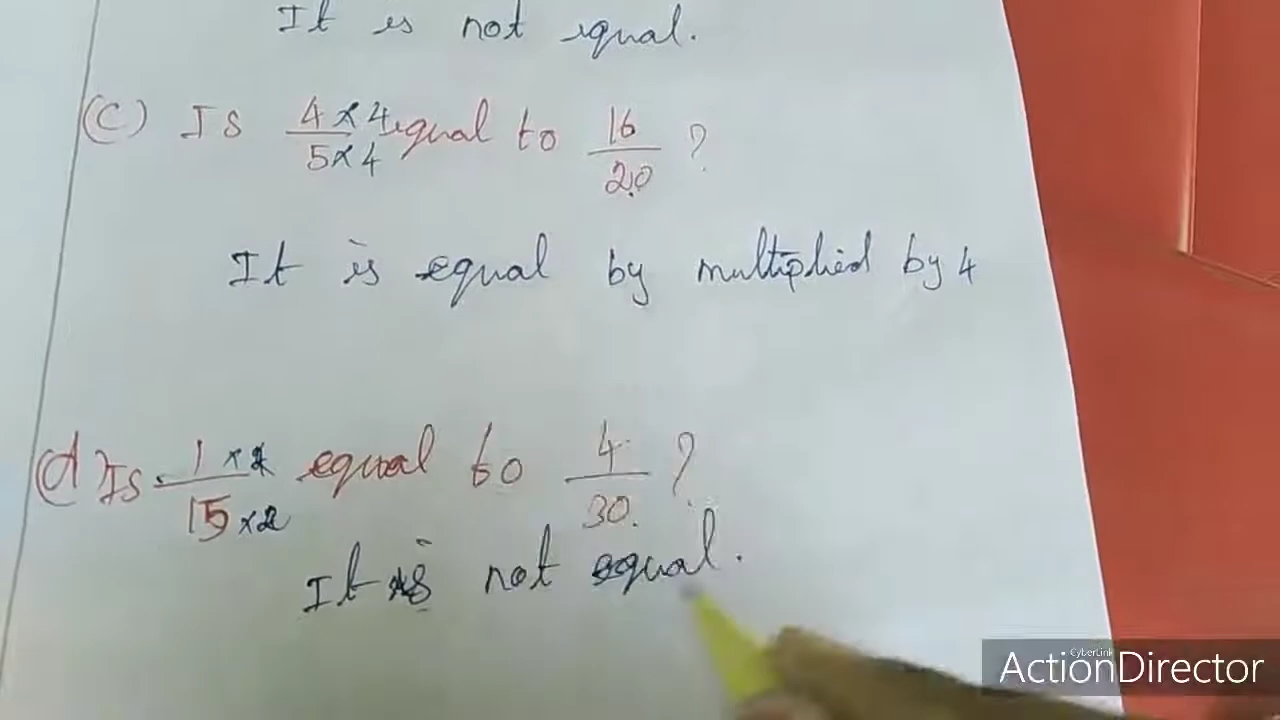 It is not equal.
(C) Is 4×4/5×4 equal to 16/20 ?
It is equal by multiplied by 4
(d) Is 1×2/15×2 equal to 4/30 ?
It is not equal.
CyberLink
ActionDirector